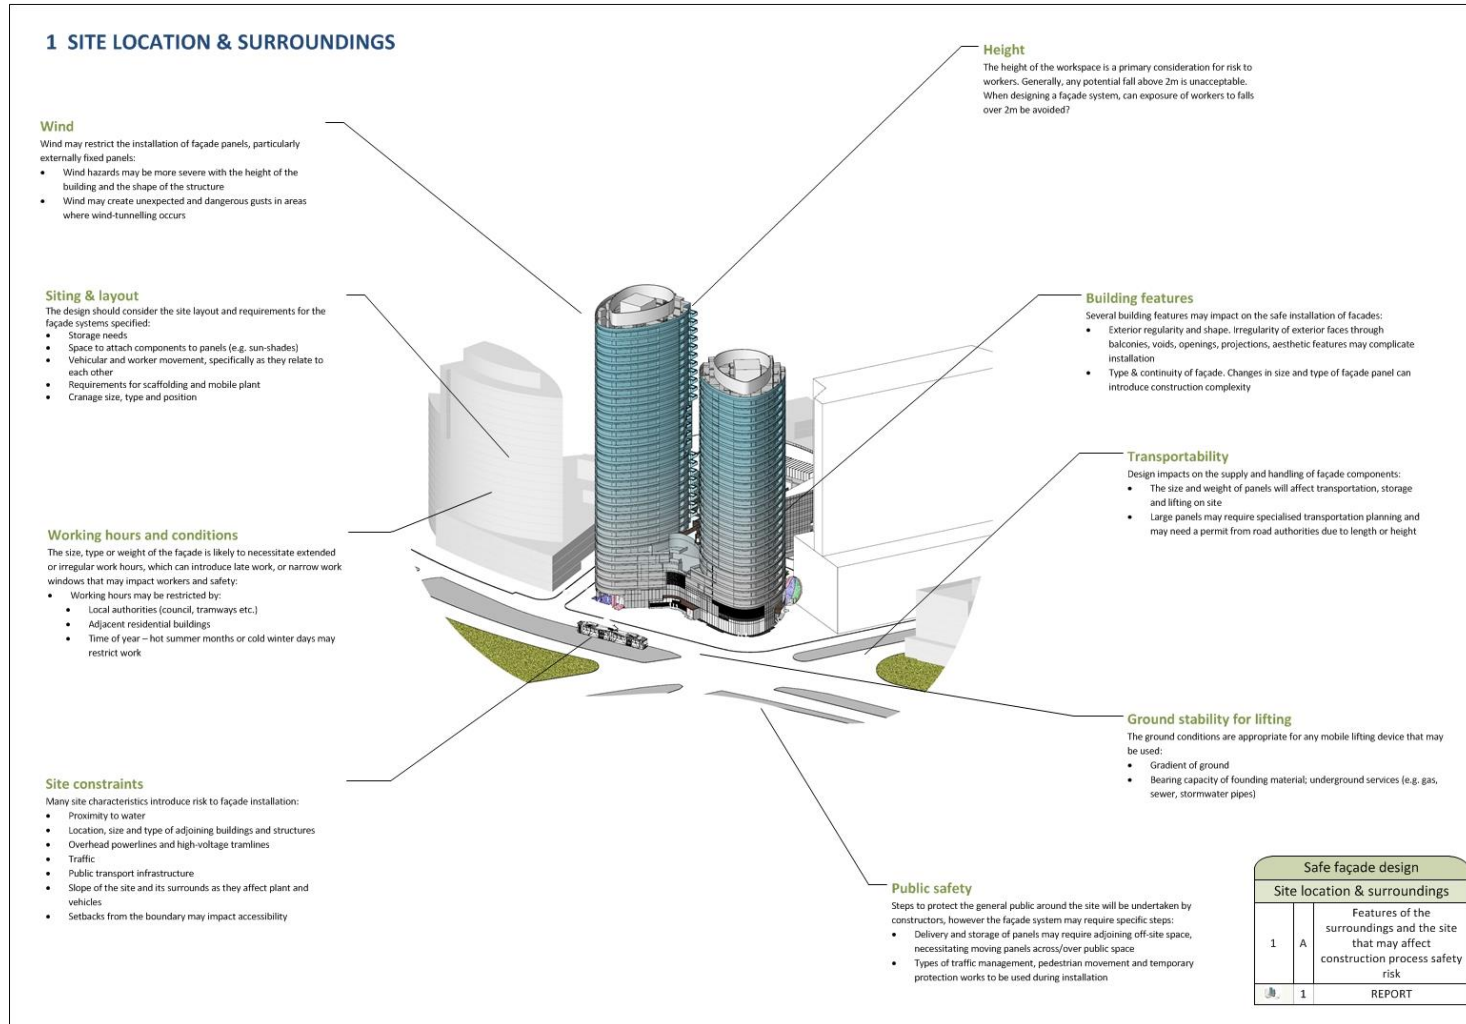 1 SITE LOCATION & SURROUNDINGS
Wind
Wind may restrict the installation of façade panels, particularly
externally fixed panels:
• Wind hazards may be more severe with the height of the
building and the shape of the structure
• Wind may create unexpected and dangerous gusts in areas
where wind-tunnelling occurs
Siting & layout
The design should consider the site layout and requirements for the
façade systems specified:
• Storage needs
• Space to attach components to panels (e.g. sun-shades)
• Vehicular and worker movement, specifically as they relate to
each other
• Requirements for scaffolding and mobile plant
• Cranage size, type and position
Working hours and conditions
The size, type or weight of the façade is likely to necessitate extended
or irregular work hours, which can introduce late work, or narrow work
windows that may impact workers and safety:
• Working hours may be restricted by:
• Local authorities (council, tramways etc.)
• Adjacent residential buildings
• Time of year – hot summer months or cold winter days may
restrict work
Site constraints
Many site characteristics introduce risk to façade installation:
• Proximity to water
• Location, size and type of adjoining buildings and structures
• Overhead powerlines and high-voltage tramlines
• Traffic
• Public transport infrastructure
• Slope of the site and its surrounds as they affect plant and
vehicles
• Setbacks from the boundary may impact accessibility
Height
The height of the workspace is a primary consideration for risk to
workers. Generally, any potential fall above 2m is unacceptable.
When designing a façade system, can exposure of workers to falls
over 2m be avoided?
Building features
Several building features may impact on the safe installation of facades:
• Exterior regularity and shape. Irregularity of exterior faces through
balconies, voids, openings, projections, aesthetic features may complicate
installation
• Type & continuity of façade. Changes in size and type of façade panel can
introduce construction complexity
Transportability
Design impacts on the supply and handling of façade components:
• The size and weight of panels will affect transportation, storage
and lifting on site
• Large panels may require specialised transportation planning and
may need a permit from road authorities due to length or height
Ground stability for lifting
The ground conditions are appropriate for any mobile lifting device that may
be used:
• Gradient of ground
• Bearing capacity of founding material; underground services (e.g. gas,
sewer, stormwater pipes)
Public safety
Steps to protect the general public around the site will be undertaken by
constructors, however the façade system may require specific steps:
• Delivery and storage of panels may require adjoining off-site space,
necessitating moving panels across/over public space
• Types of traffic management, pedestrian movement and temporary
protection works to be used during installation
Safe façade design
Site location & surroundings
1 A Features of the
surroundings and the site
that may affect
construction process safety
risk
1 REPORT